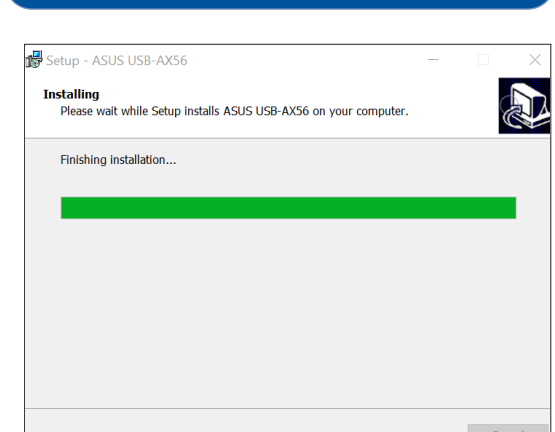 Setup - ASUS USB-AX56
Installing
Please wait while Setup installs ASUS USB-AX56 on your computer.
Finishing installation...